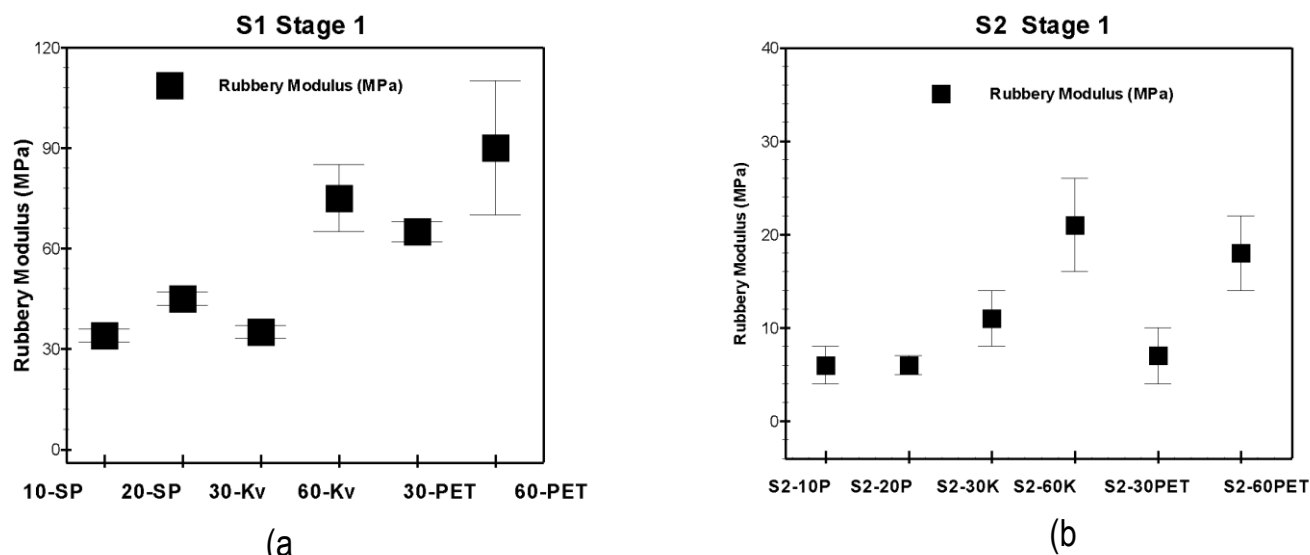 S1 Stage 1
120
90
60
30
0
Rubbery Modulus (MPa)
Rubbery Modulus (MPa)
10-SP 20-SP 30-Kv 60-Kv 30-PET 60-PET
(a
S2 Stage 1
40
30
20
10
0
Rubbery Modulus (MPa)
Rubbery Modulus (MPa)
S2-10P S2-20P S2-30K S2-60K S2-30PET S2-60PET
(b